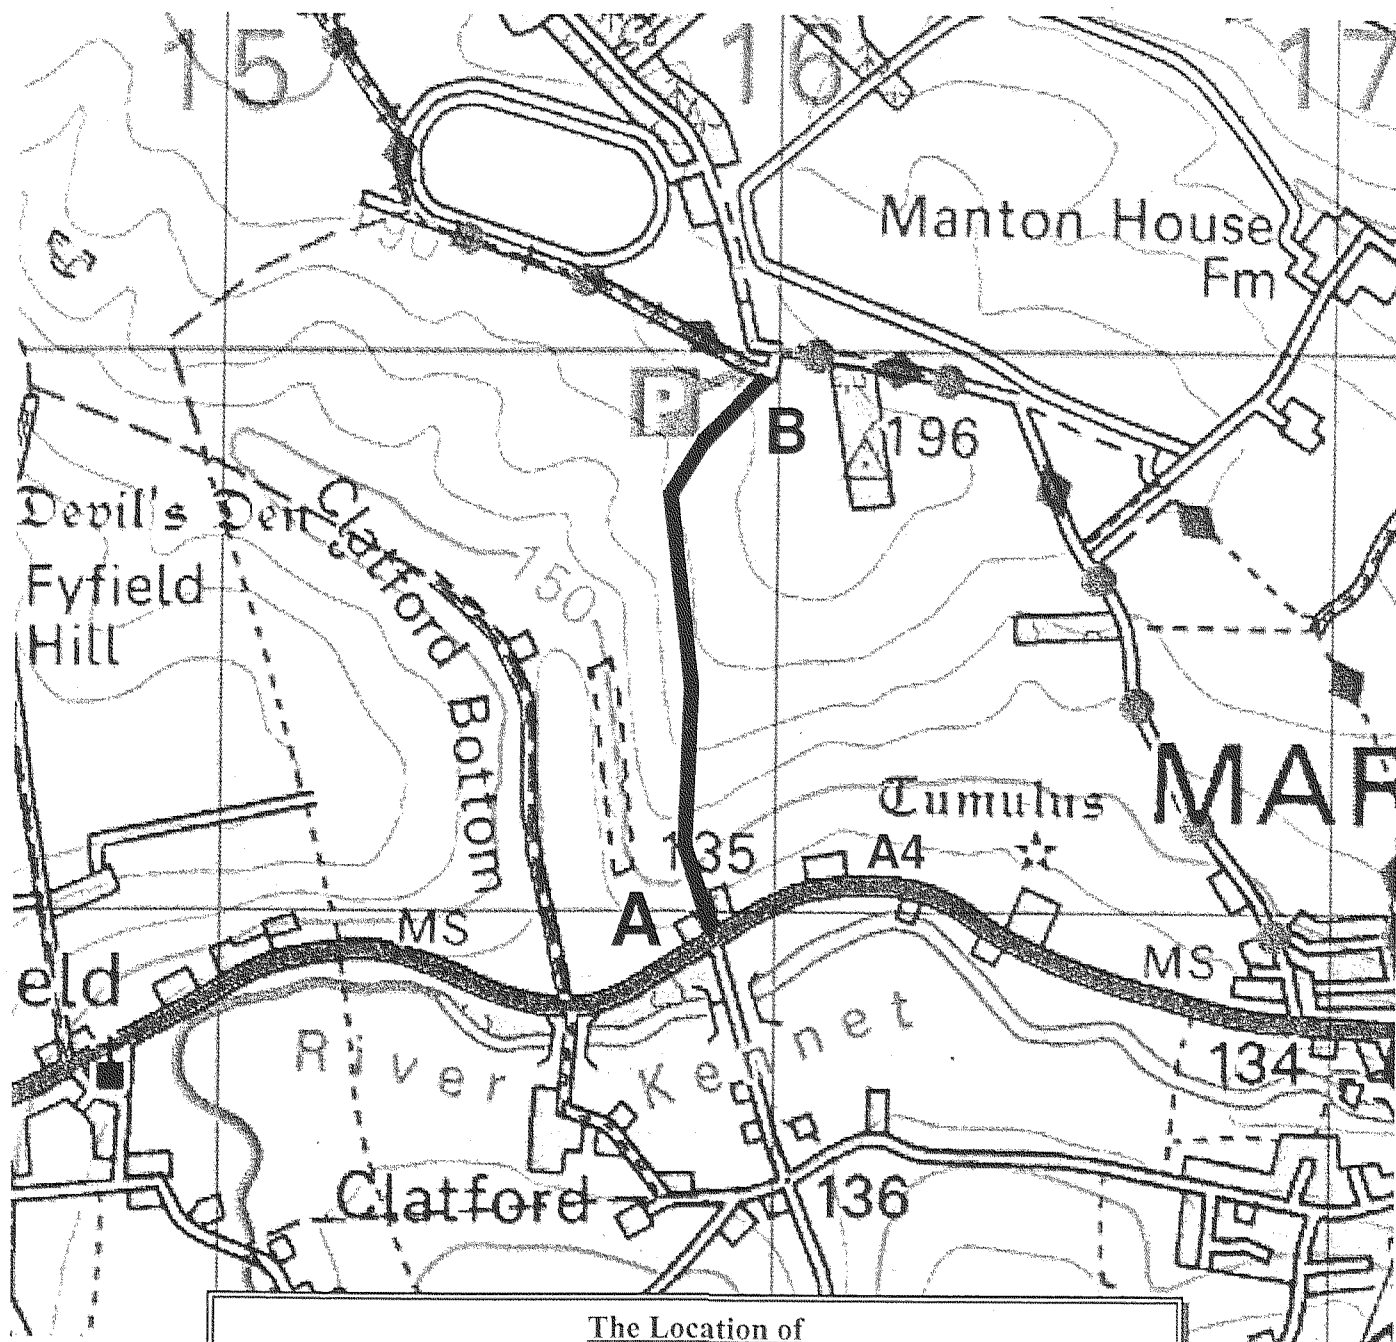 15
16
17
Manton House
Fm
90
P
B
196
Devil's Den
Clatford Bottom
Fyfield
Hill
150
MAR
Tumulus
135
A4
A
MS
MS
eld
River Kennet
134
Clatford
136
The Location of